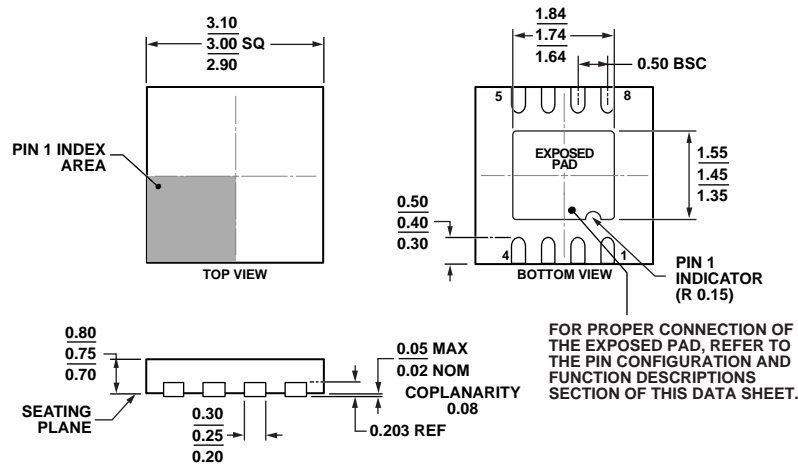 3.10
3.00 SQ
2.90
1.84
1.74
1.64
0.50 BSC
5
8
PIN 1 INDEX
AREA
EXPOSED
PAD
1.55
1.45
1.35
0.50
0.40
0.30
4
1
TOP VIEW
BOTTOM VIEW
PIN 1
INDICATOR
(R 0.15)
FOR PROPER CONNECTION OF
THE EXPOSED PAD, REFER TO
THE PIN CONFIGURATION AND
FUNCTION DESCRIPTIONS
SECTION OF THIS DATA SHEET.
0.80
0.75
0.70
0.05 MAX
0.02 NOM
COPLANARITY
0.08
SEATING
PLANE
0.30
0.25
0.20
0.203 REF